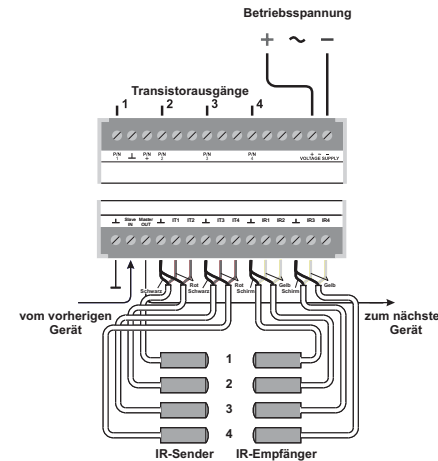 Betriebsspannung
+ ~ −
Transistorausgänge
1 2 3 4
P/N P/N P/N P/N + ~ −
1 ⊥ + 2 3 4 VOLTAGE SUPPLY
⊥ Slave IN Master OUT ⊥ IT1 IT2 ⊥ IT3 IT4 ⊥ IR1 IR2 ⊥ IR3 IR4
Rot Rot Gelb Gelb
Schwarz Schwarz Schirm Schirm
vom vorherigen
Gerät
zum nächste
Gerät
1
2
3
4
IR-Sender IR-Empfänger